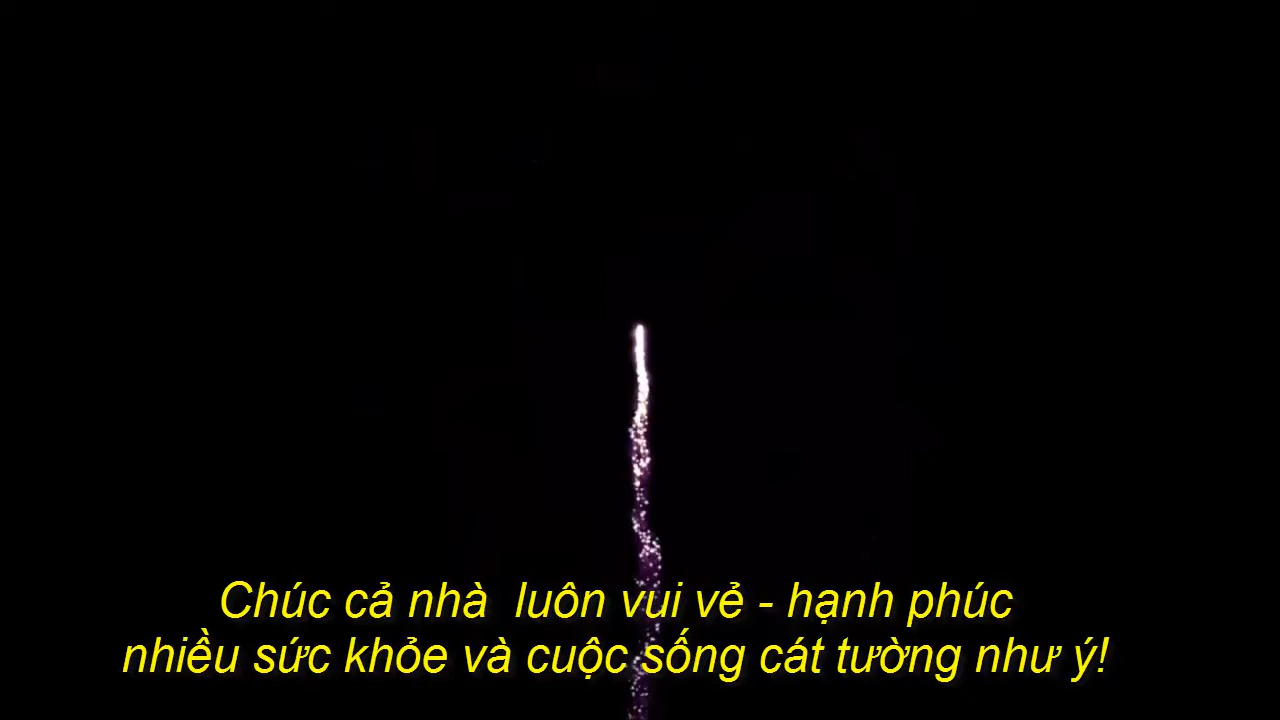 Chúc cả nhà  luôn vui vẻ - hạnh phúc
nhiều sức khỏe và cuộc sống cát tường như ý!